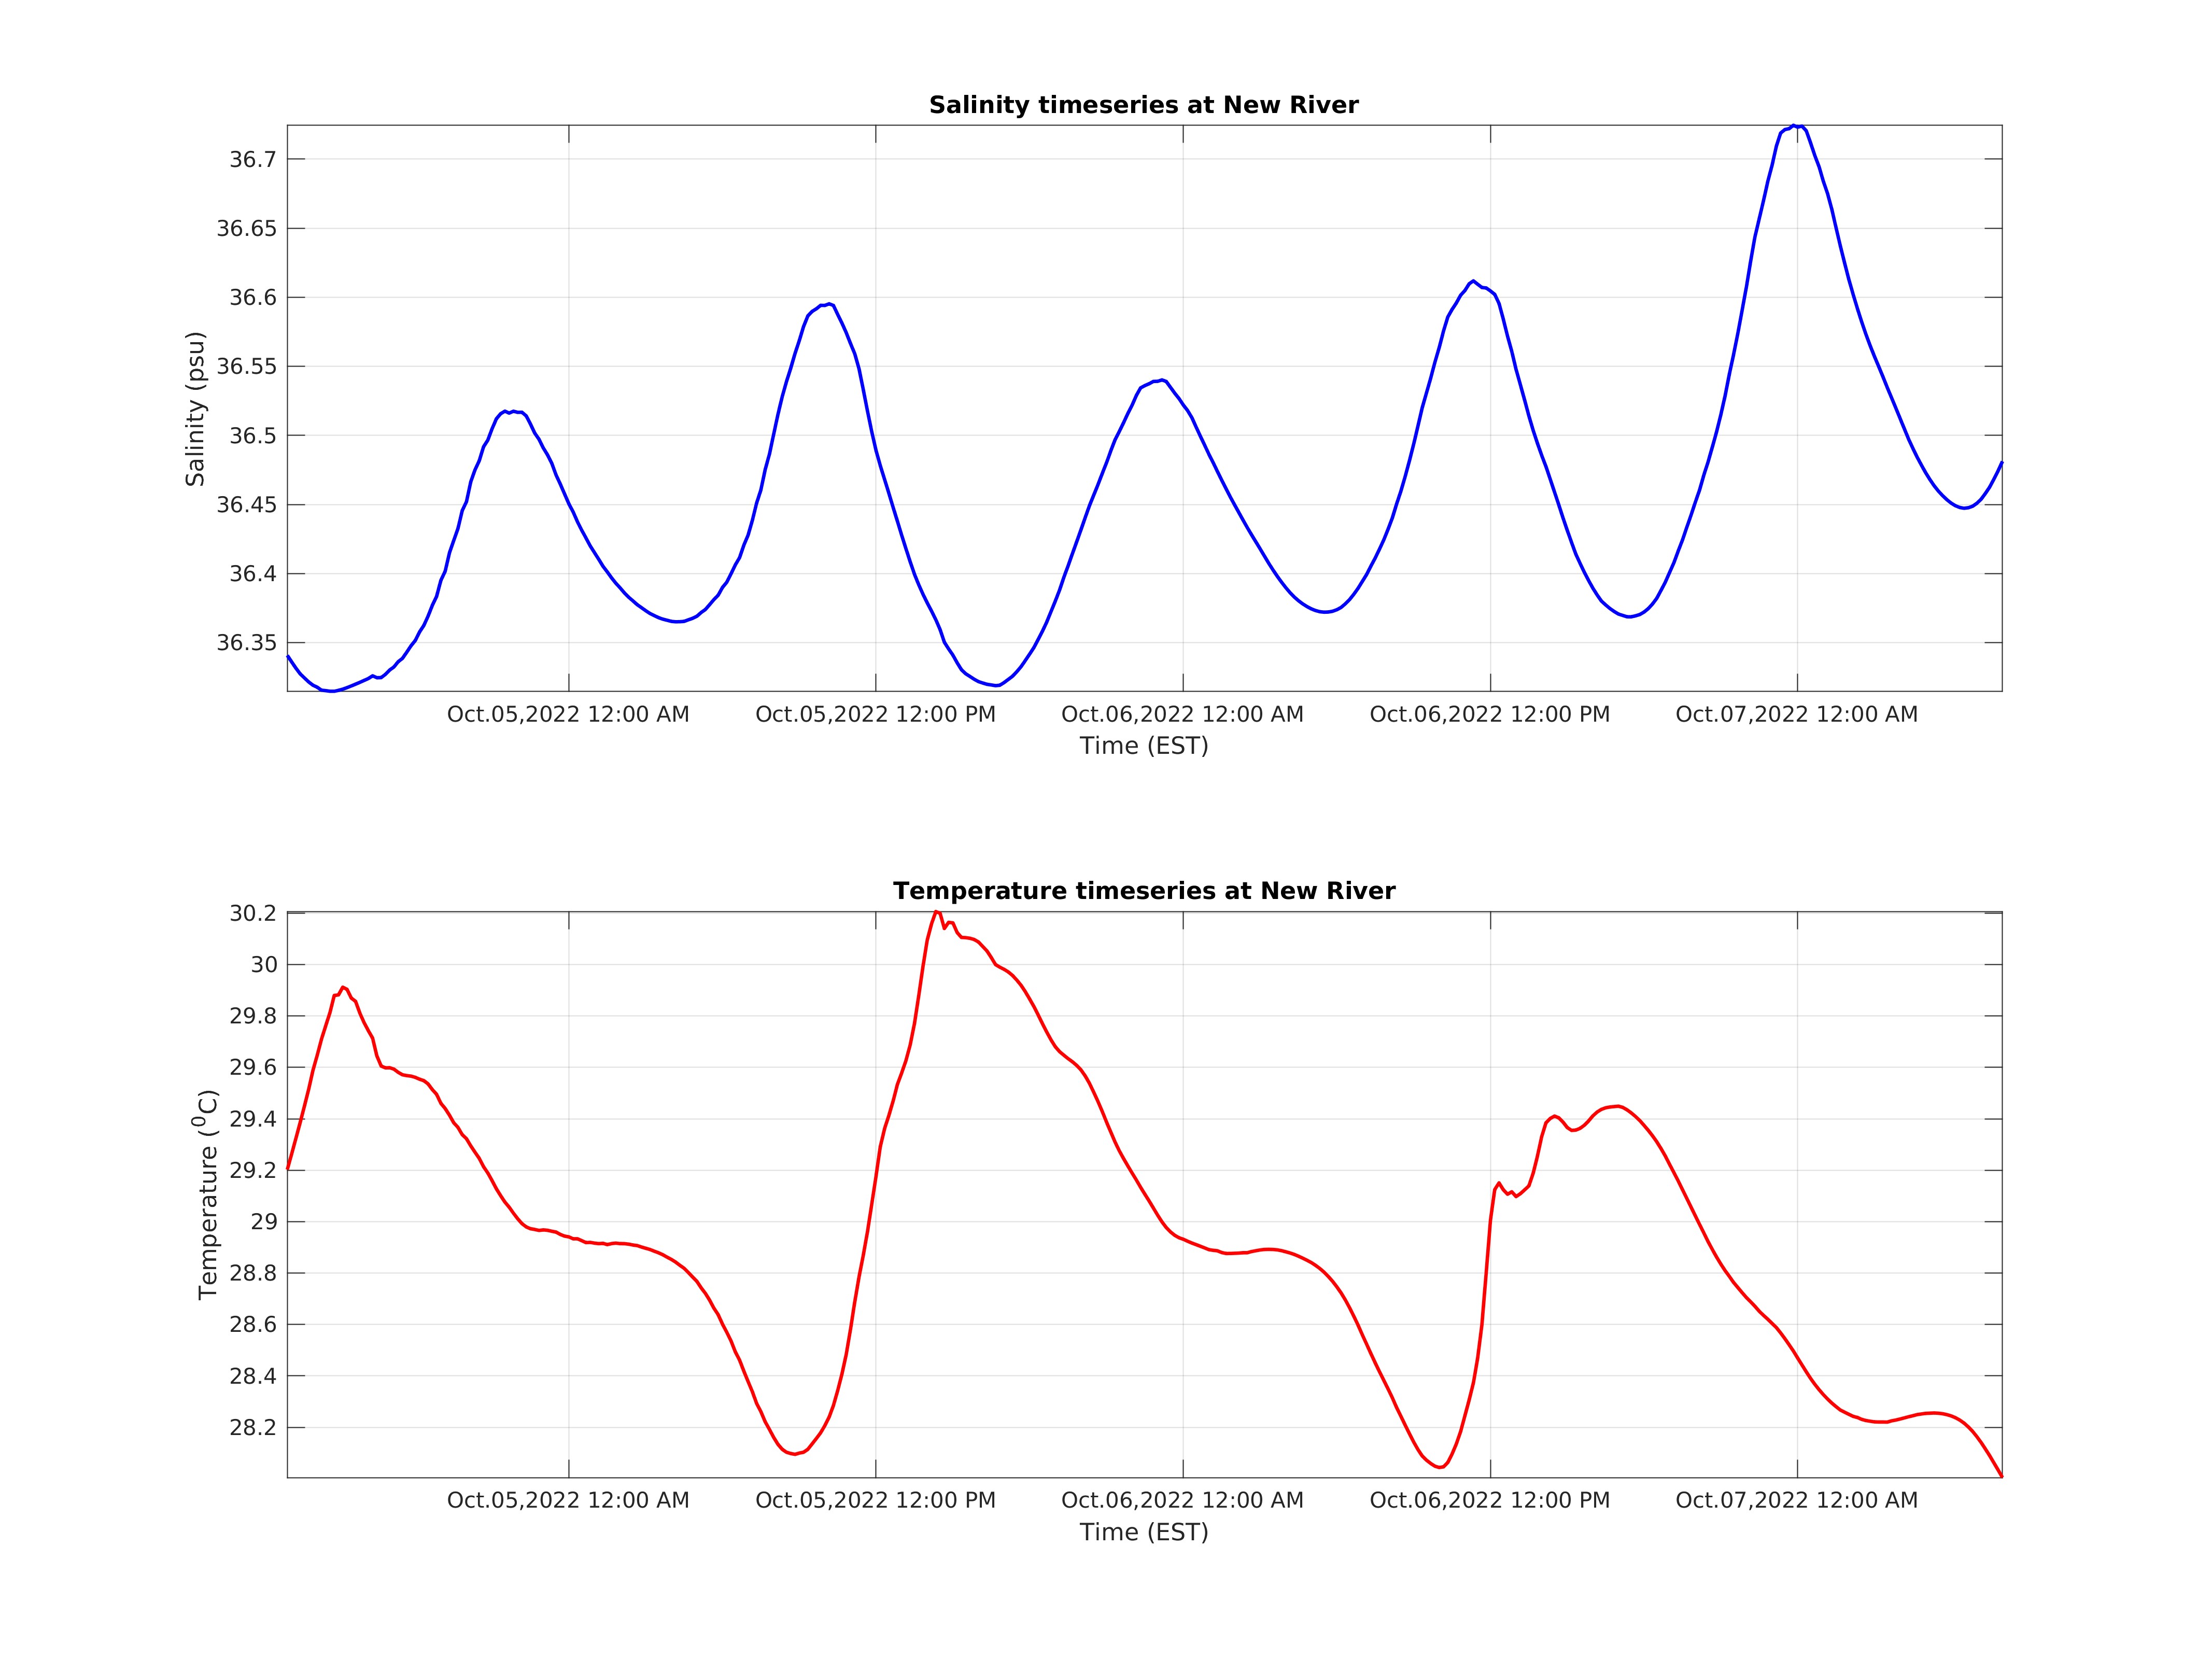 Salinity timeseries at New River
Salinity (psu)
36.7
36.65
36.6
36.55
36.5
36.45
36.4
36.35
Oct.05,2022 12:00 AM Oct.05,2022 12:00 PM Oct.06,2022 12:00 AM Oct.06,2022 12:00 PM Oct.07,2022 12:00 AM
Time (EST)
Temperature timeseries at New River
Temperature (⁰C)
30.2
30
29.8
29.6
29.4
29.2
29
28.8
28.6
28.4
28.2
Oct.05,2022 12:00 AM Oct.05,2022 12:00 PM Oct.06,2022 12:00 AM Oct.06,2022 12:00 PM Oct.07,2022 12:00 AM
Time (EST)